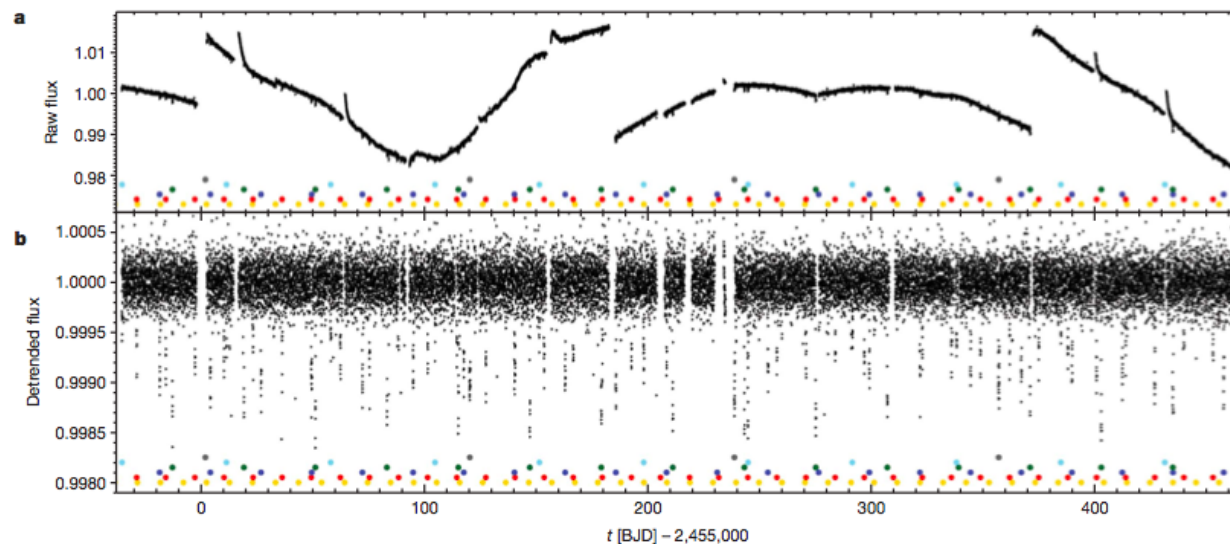 a
1.01
1.00
0.99
0.98
Raw flux
b
1.0005
1.0000
0.9995
0.9990
0.9985
0.9980
Detrended flux
0 100 200 300 400
t [BJD] – 2,455,000